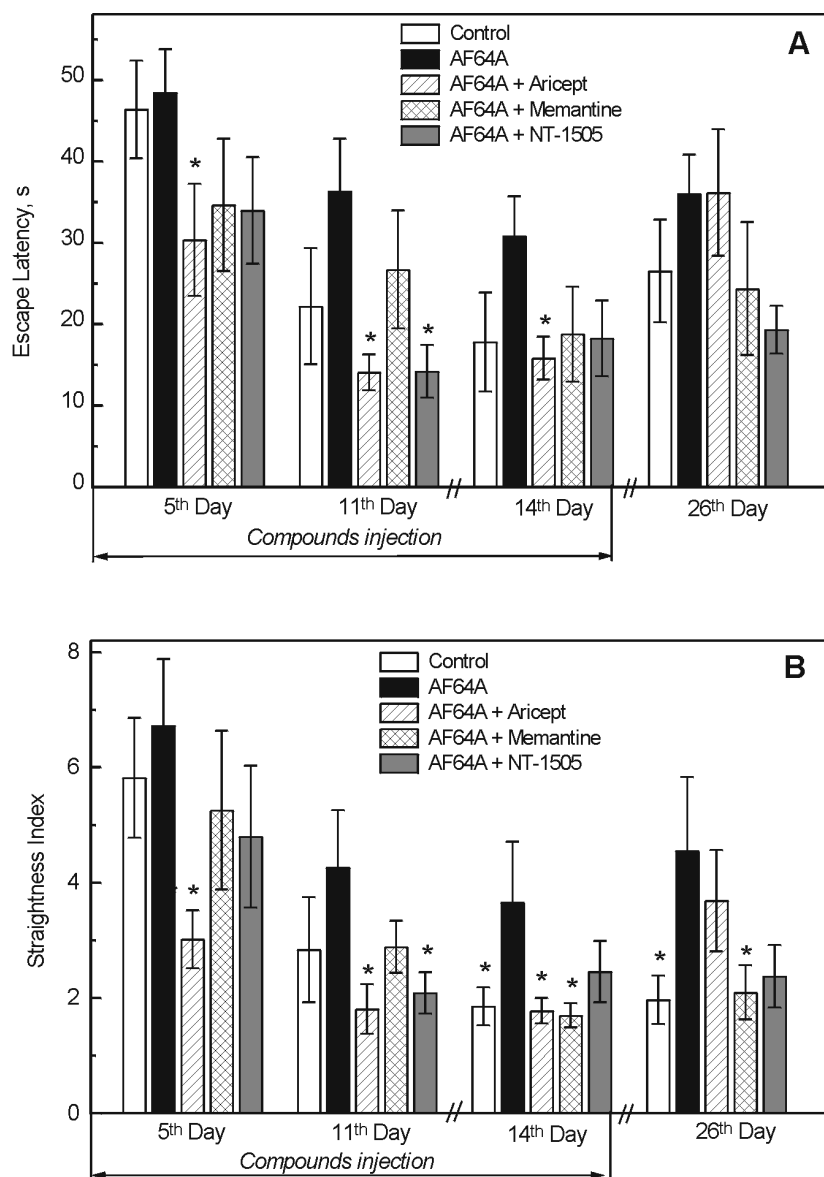 A
Control
AF64A
AF64A + Aricept
AF64A + Memantine
AF64A + NT-1505
Escape Latency, s
50
40
30
20
10
0
* * * *
5th Day 11th Day // 14th Day // 26th Day
Compounds injection
B
Control
AF64A
AF64A + Aricept
AF64A + Memantine
AF64A + NT-1505
Straightness Index
8
6
4
2
0
* * * * * * * *
5th Day 11th Day // 14th Day // 26th Day
Compounds injection